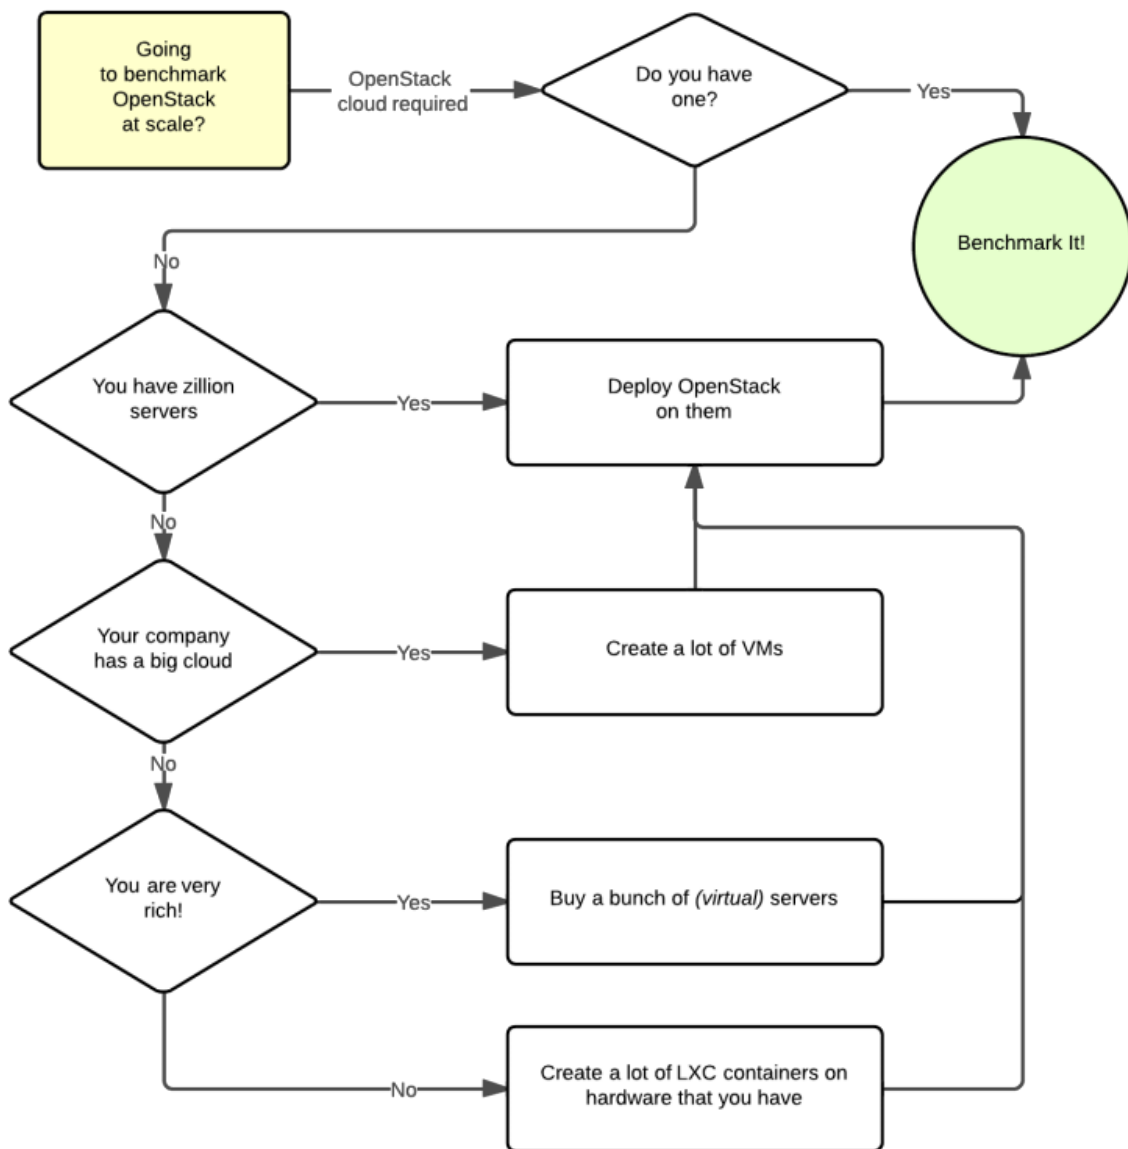 Going
to benchmark
OpenStack
at scale?
OpenStack
cloud required
Do you have
one?
Yes
Benchmark It!
No
You have zillion
servers
Yes
Deploy OpenStack
on them
No
Your company
has a big cloud
Yes
Create a lot of VMs
No
You are very
rich!
Yes
Buy a bunch of (virtual) servers
No
Create a lot of LXC containers on
hardware that you have